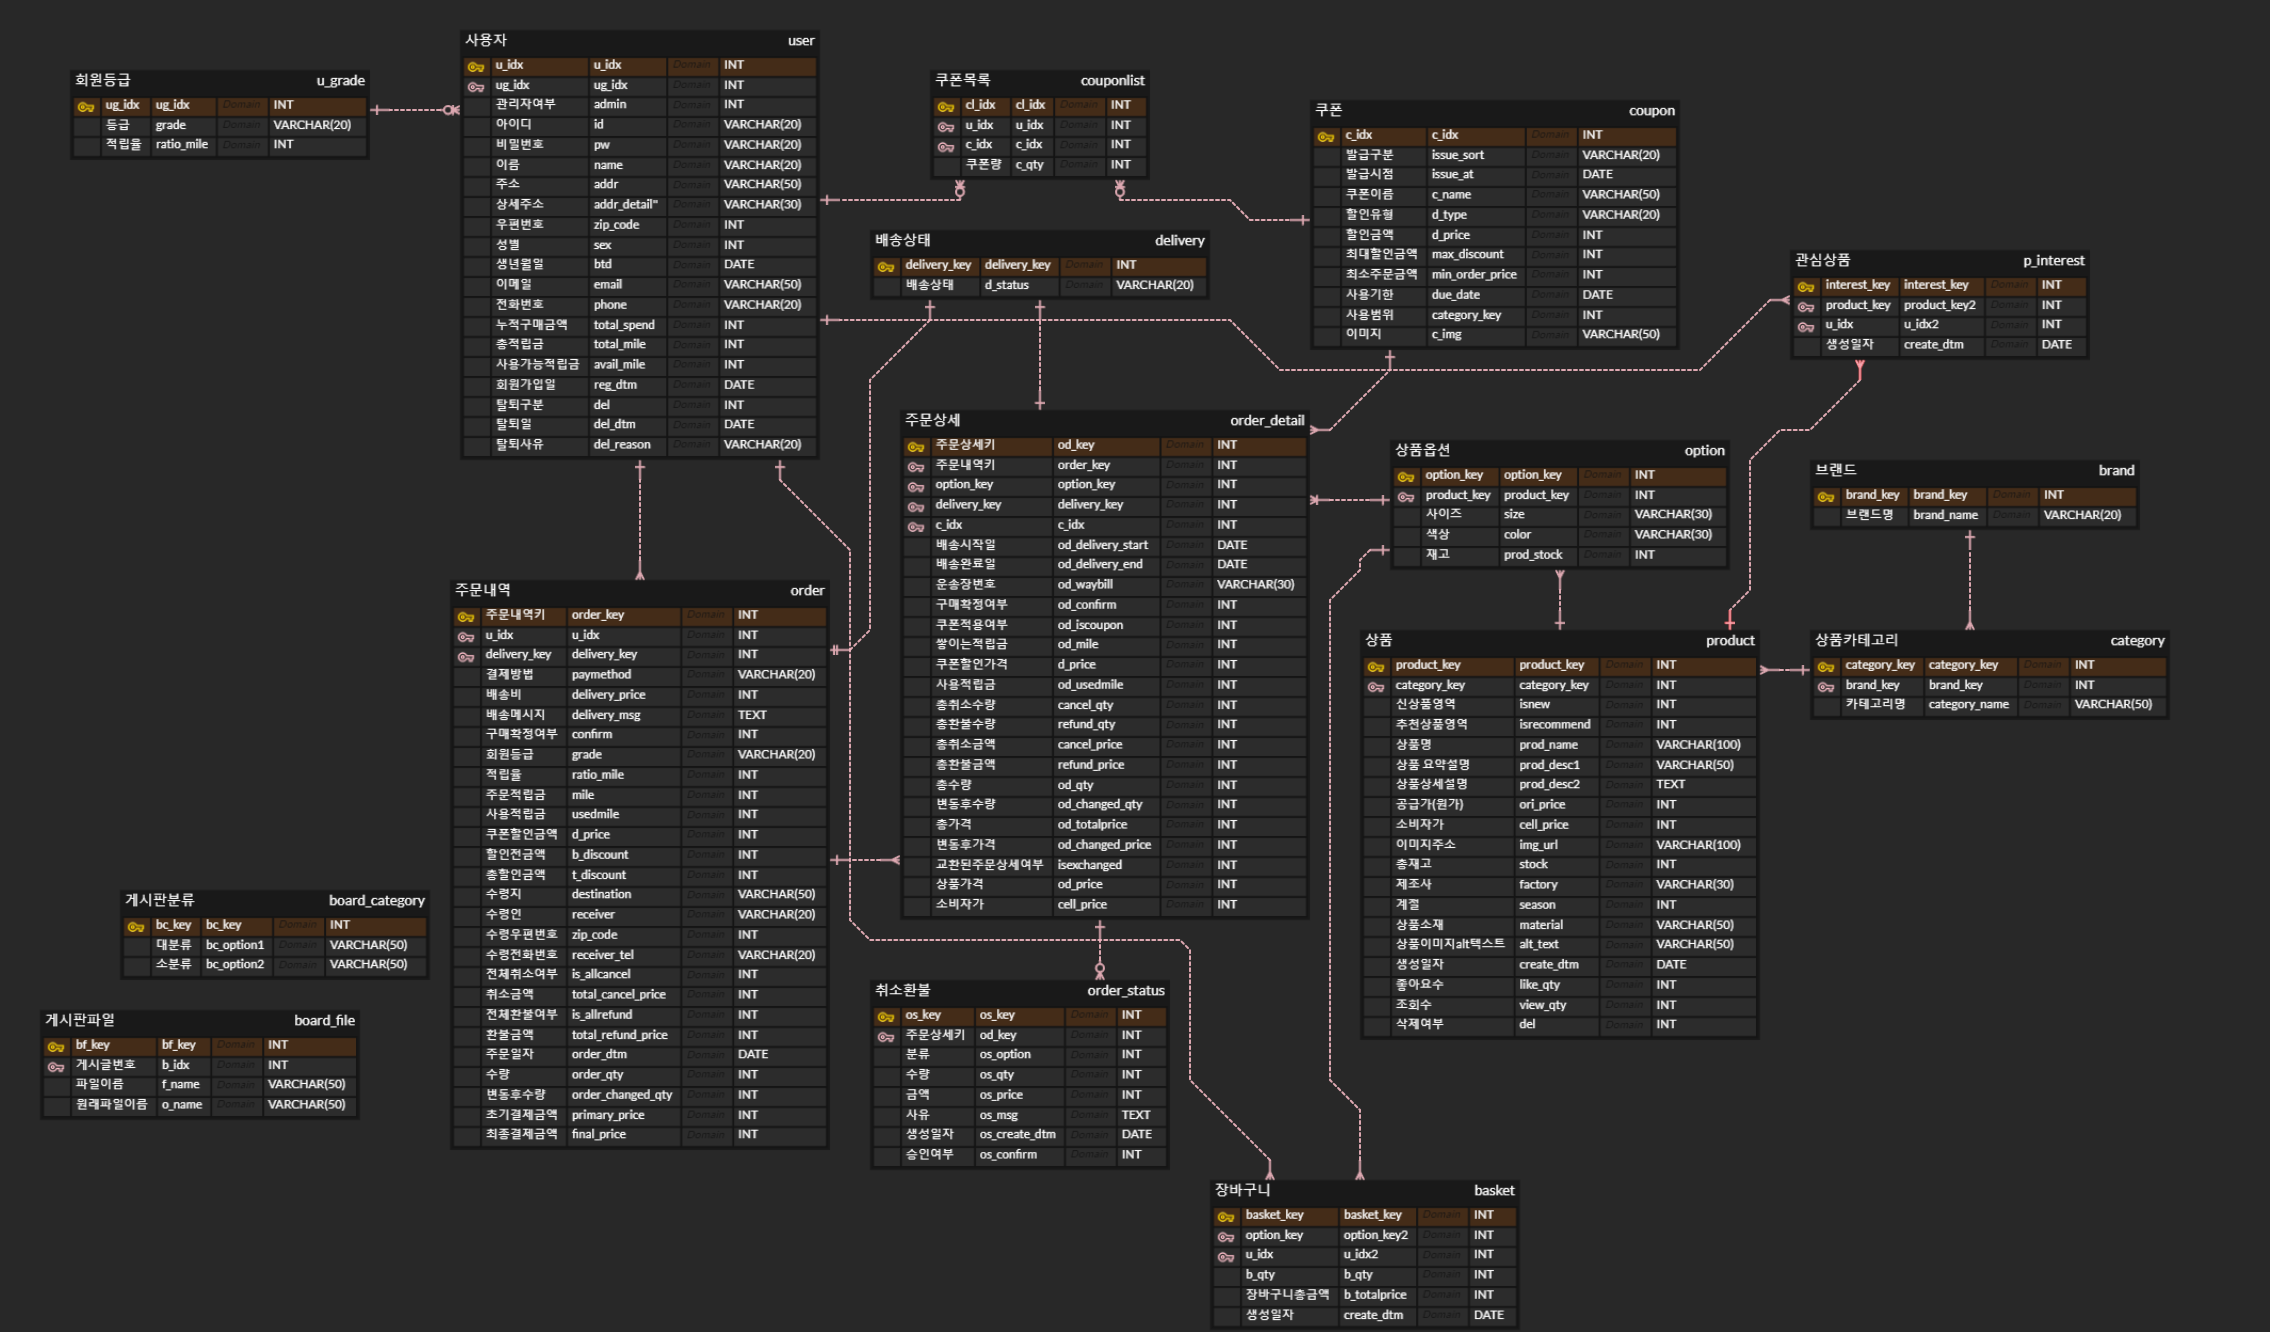 회원등급 u_grade
ug_idx ug_idx Domain INT
등급 grade Domain VARCHAR(20)
적립율 ratio_mile Domain INT
사용자 user
u_idx u_idx Domain INT
ug_idx ug_idx Domain INT
관리자여부 admin Domain INT
아이디 id Domain VARCHAR(20)
비밀번호 pw Domain VARCHAR(20)
이름 name Domain VARCHAR(20)
주소 addr Domain VARCHAR(50)
상세주소 addr_detail" Domain VARCHAR(30)
우편번호 zip_code Domain INT
성별 sex Domain INT
생년월일 btd Domain DATE
이메일 email Domain VARCHAR(50)
전화번호 phone Domain VARCHAR(20)
누적구매금액 total_spend Domain INT
총적립금 total_mile Domain INT
사용가능적립금 avail_mile Domain INT
회원가입일 reg_dtm Domain DATE
탈퇴구분 del Domain INT
탈퇴일 del_dtm Domain DATE
탈퇴사유 del_reason Domain VARCHAR(20)
쿠폰목록 couponlist
cl_idx cl_idx Domain INT
u_idx u_idx Domain INT
c_idx c_idx Domain INT
쿠폰량 c_qty Domain INT
쿠폰 coupon
c_idx c_idx Domain INT
발급구분 issue_sort Domain VARCHAR(20)
발급시점 issue_at Domain DATE
쿠폰이름 c_name Domain VARCHAR(50)
할인유형 d_type Domain VARCHAR(20)
할인금액 d_price Domain INT
최대할인금액 max_discount Domain INT
최소주문금액 min_order_price Domain INT
사용기한 due_date Domain DATE
사용범위 category_key Domain INT
이미지 c_img Domain VARCHAR(50)
배송상태 delivery
delivery_key delivery_key Domain INT
배송상태 d_status Domain VARCHAR(20)
관심상품 p_interest
interest_key interest_key Domain INT
product_key product_key2 Domain INT
u_idx u_idx2 Domain INT
생성일자 create_dtm Domain DATE
주문상세 order_detail
주문상세키 od_key Domain INT
주문내역키 order_key Domain INT
option_key option_key Domain INT
delivery_key delivery_key Domain INT
c_idx c_idx Domain INT
배송시작일 od_delivery_start Domain DATE
배송완료일 od_delivery_end Domain DATE
운송장번호 od_waybill Domain VARCHAR(30)
구매확정여부 od_confirm Domain INT
쿠폰적용여부 od_iscoupon Domain INT
쌓이는적립금 od_mile Domain INT
쿠폰할인가격 d_price Domain INT
사용적립금 od_usedmile Domain INT
총취소수량 cancel_qty Domain INT
총환불수량 refund_qty Domain INT
총취소금액 cancel_price Domain INT
총환불금액 refund_price Domain INT
총수량 od_qty Domain INT
변동후수량 od_changed_qty Domain INT
총가격 od_totalprice Domain INT
변동후가격 od_changed_price Domain INT
교환된주문상세여부 isexchanged Domain INT
상품가격 od_price Domain INT
소비자가 cell_price Domain INT
상품옵션 option
option_key option_key Domain INT
product_key product_key Domain INT
사이즈 size Domain VARCHAR(30)
색상 color Domain VARCHAR(30)
재고 prod_stock Domain INT
브랜드 brand
brand_key brand_key Domain INT
브랜드명 brand_name Domain VARCHAR(20)
주문내역 order
주문내역키 order_key Domain INT
u_idx u_idx Domain INT
delivery_key delivery_key Domain INT
결제방법 paymethod Domain VARCHAR(20)
배송비 delivery_price Domain INT
배송메시지 delivery_msg Domain TEXT
구매확정여부 confirm Domain INT
회원등급 grade Domain VARCHAR(20)
적립율 ratio_mile Domain INT
주문적립금 mile Domain INT
사용적립금 usedmile Domain INT
쿠폰할인금액 d_price Domain INT
할인전금액 b_discount Domain INT
총할인금액 t_discount Domain INT
수령지 destination Domain VARCHAR(50)
수령인 receiver Domain VARCHAR(20)
수령우편번호 zip_code Domain INT
수령전화번호 receiver_tel Domain VARCHAR(20)
전체취소여부 is_allcancel Domain INT
취소금액 total_cancel_price Domain INT
전체환불여부 is_allrefund Domain INT
환불금액 total_refund_price Domain INT
주문일자 order_dtm Domain DATE
수량 order_qty Domain INT
변동후수량 order_changed_qty Domain INT
초기결제금액 primary_price Domain INT
최종결제금액 final_price Domain INT
상품 product
product_key product_key Domain INT
category_key category_key Domain INT
신상품영역 isnew Domain INT
추천상품영역 isrecommend Domain INT
상품명 prod_name Domain VARCHAR(100)
상품 요약설명 prod_desc1 Domain VARCHAR(50)
상품상세설명 prod_desc2 Domain TEXT
공급가(원가) ori_price Domain INT
소비자가 cell_price Domain INT
이미지주소 img_url Domain VARCHAR(100)
총재고 stock Domain INT
제조사 factory Domain VARCHAR(30)
계절 season Domain INT
상품소재 material Domain VARCHAR(50)
상품이미지alt텍스트 alt_text Domain VARCHAR(50)
생성일자 create_dtm Domain DATE
좋아요수 like_qty Domain INT
조회수 view_qty Domain INT
삭제여부 del Domain INT
상품카테고리 category
category_key category_key Domain INT
brand_key brand_key Domain INT
카테고리명 category_name Domain VARCHAR(50)
게시판분류 board_category
bc_key bc_key Domain INT
대분류 bc_option1 Domain VARCHAR(50)
소분류 bc_option2 Domain VARCHAR(50)
게시판파일 board_file
bf_key bf_key Domain INT
게시글번호 b_idx Domain INT
파일이름 f_name Domain VARCHAR(50)
원래파일이름 o_name Domain VARCHAR(50)
취소환불 order_status
os_key os_key Domain INT
주문상세키 od_key Domain INT
분류 os_option Domain INT
수량 os_qty Domain INT
금액 os_price Domain INT
사유 os_msg Domain TEXT
생성일자 os_create_dtm Domain DATE
승인여부 os_confirm Domain INT
장바구니 basket
basket_key basket_key Domain INT
option_key option_key2 Domain INT
u_idx u_idx2 Domain INT
b_qty b_qty Domain INT
장바구니총금액 b_totalprice Domain INT
생성일자 create_dtm Domain DATE